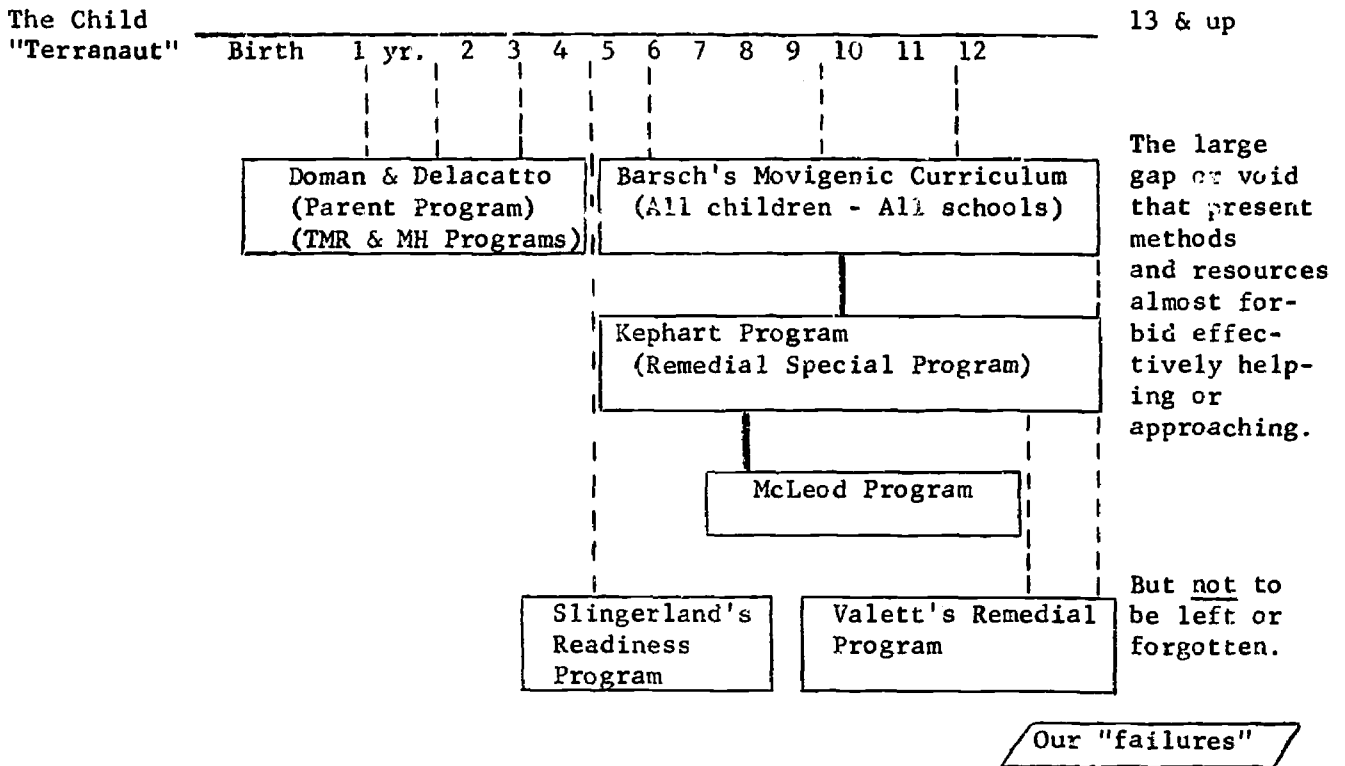 The Child
"Terranaut"
Birth 1 yr. 2 3 4 5 6 7 8 9 10 11 12
13 & up
Doman & Delacatto
(Parent Program)
(TMR & MH Programs)
Barsch's Movigenic Curriculum
(All children - All schools)
Kephart Program
(Remedial Special Program)
McLeod Program
Slingerland's
Readiness
Program
Valett's Remedial
Program
The large
gap or void
that present
methods
and resources
almost for-
bid effec-
tively help-
ing or
approaching.
But not to
be left or
forgotten.
Our "failures"